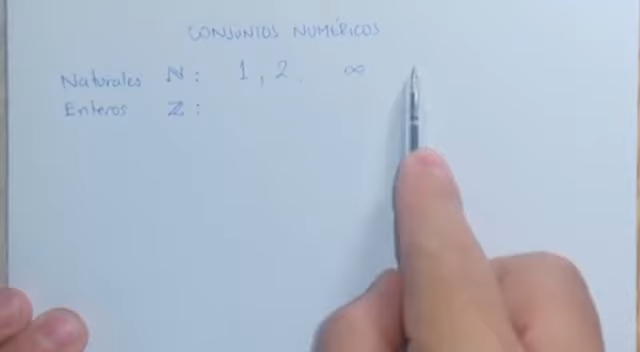 CONJUNTOS NUMÉRICOS
Naturales ℕ: 1, 2. ∞
Enteros ℤ: